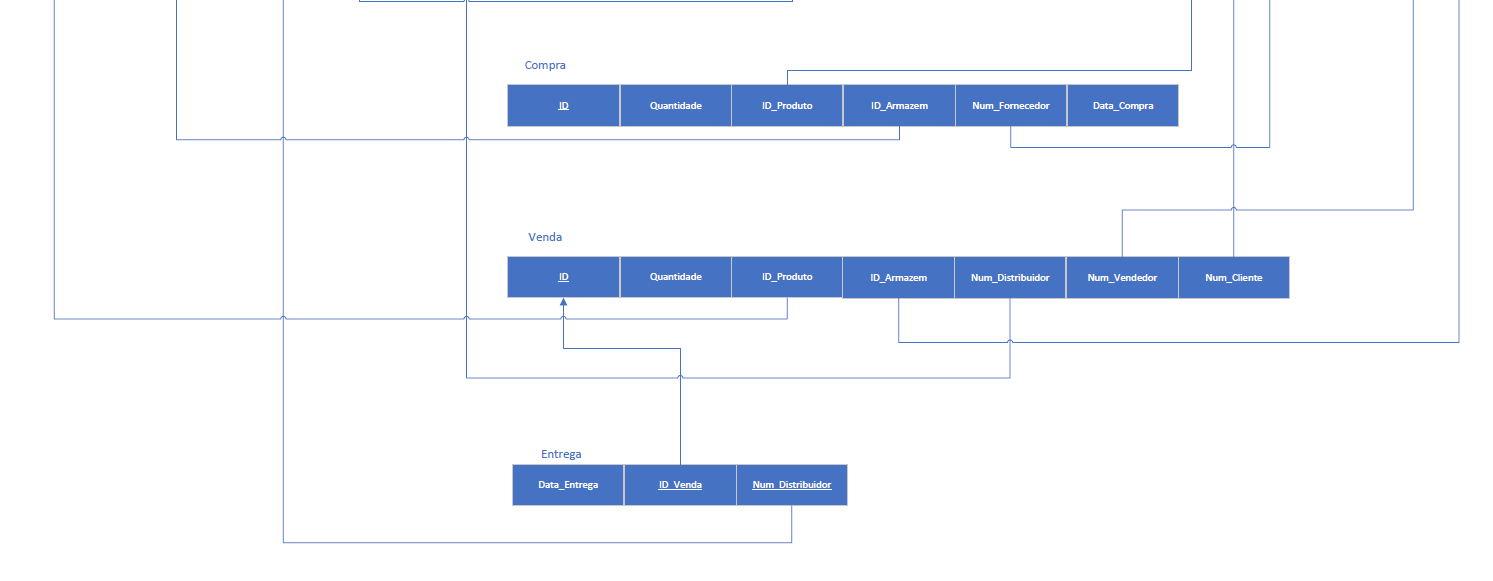 Compra
ID Quantidade ID_Produto ID_Armazem Num_Fornecedor Data_Compra
Venda
ID Quantidade ID_Produto ID_Armazem Num_Distribuidor Num_Vendedor Num_Cliente
Entrega
Data_Entrega ID_Venda Num_Distribuidor